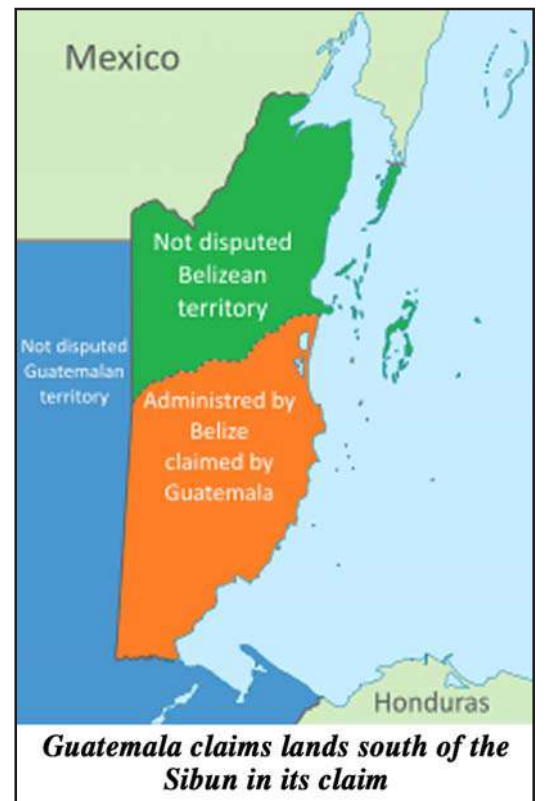 Mexico
Not disputed
Belizean
territory
Not disputed
Guatemalan
territory
Administred by
Belize
claimed by
Guatemala
Honduras
Guatemala claims lands south of the
Sibun in its claim